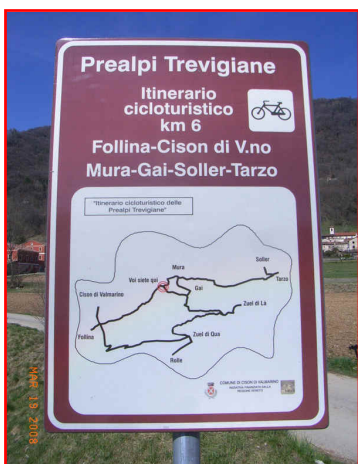 Prealpi Trevigiane
Itinerario
cicloturistico
km 6
Follina-Cison di V.no
Mura-Gai-Soller-Tarzo
"Itinerario cicloturistico delle
Prealpi Trevigiane"
Soller
Mura
Voi siete qui
Tarzo
Gai
Cison di Valmarino
Zuel di Là
Follina
Zuel di Qua
Rolle
COMUNE DI CISON DI VALMARINO
MAR 19 2008